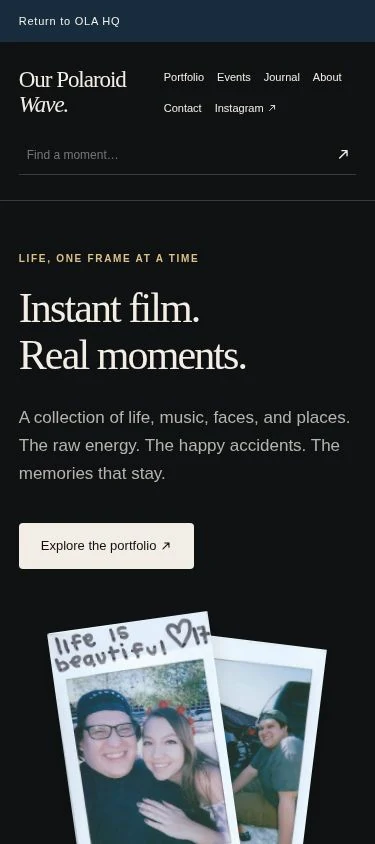 Return to OLA HQ
Our Polaroid
Wave.
Portfolio Events Journal About
Contact Instagram ↗
Find a moment… ↗
LIFE, ONE FRAME AT A TIME
Instant film.
Real moments.
A collection of life, music, faces, and places.
The raw energy. The happy accidents. The
memories that stay.
Explore the portfolio ↗
life is
beautiful ♡17